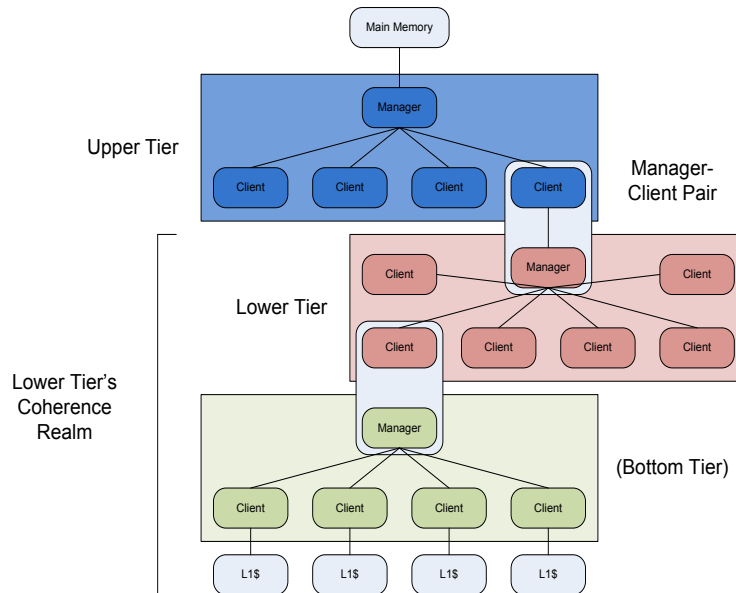 Main Memory
Manager
Upper Tier
Client
Client
Client
Client
Manager-
Client Pair
Manager
Client
Client
Lower Tier
Client
Client
Client
Client
Lower Tier's
Coherence
Realm
Manager
(Bottom Tier)
Client
Client
Client
Client
L1$
L1$
L1$
L1$